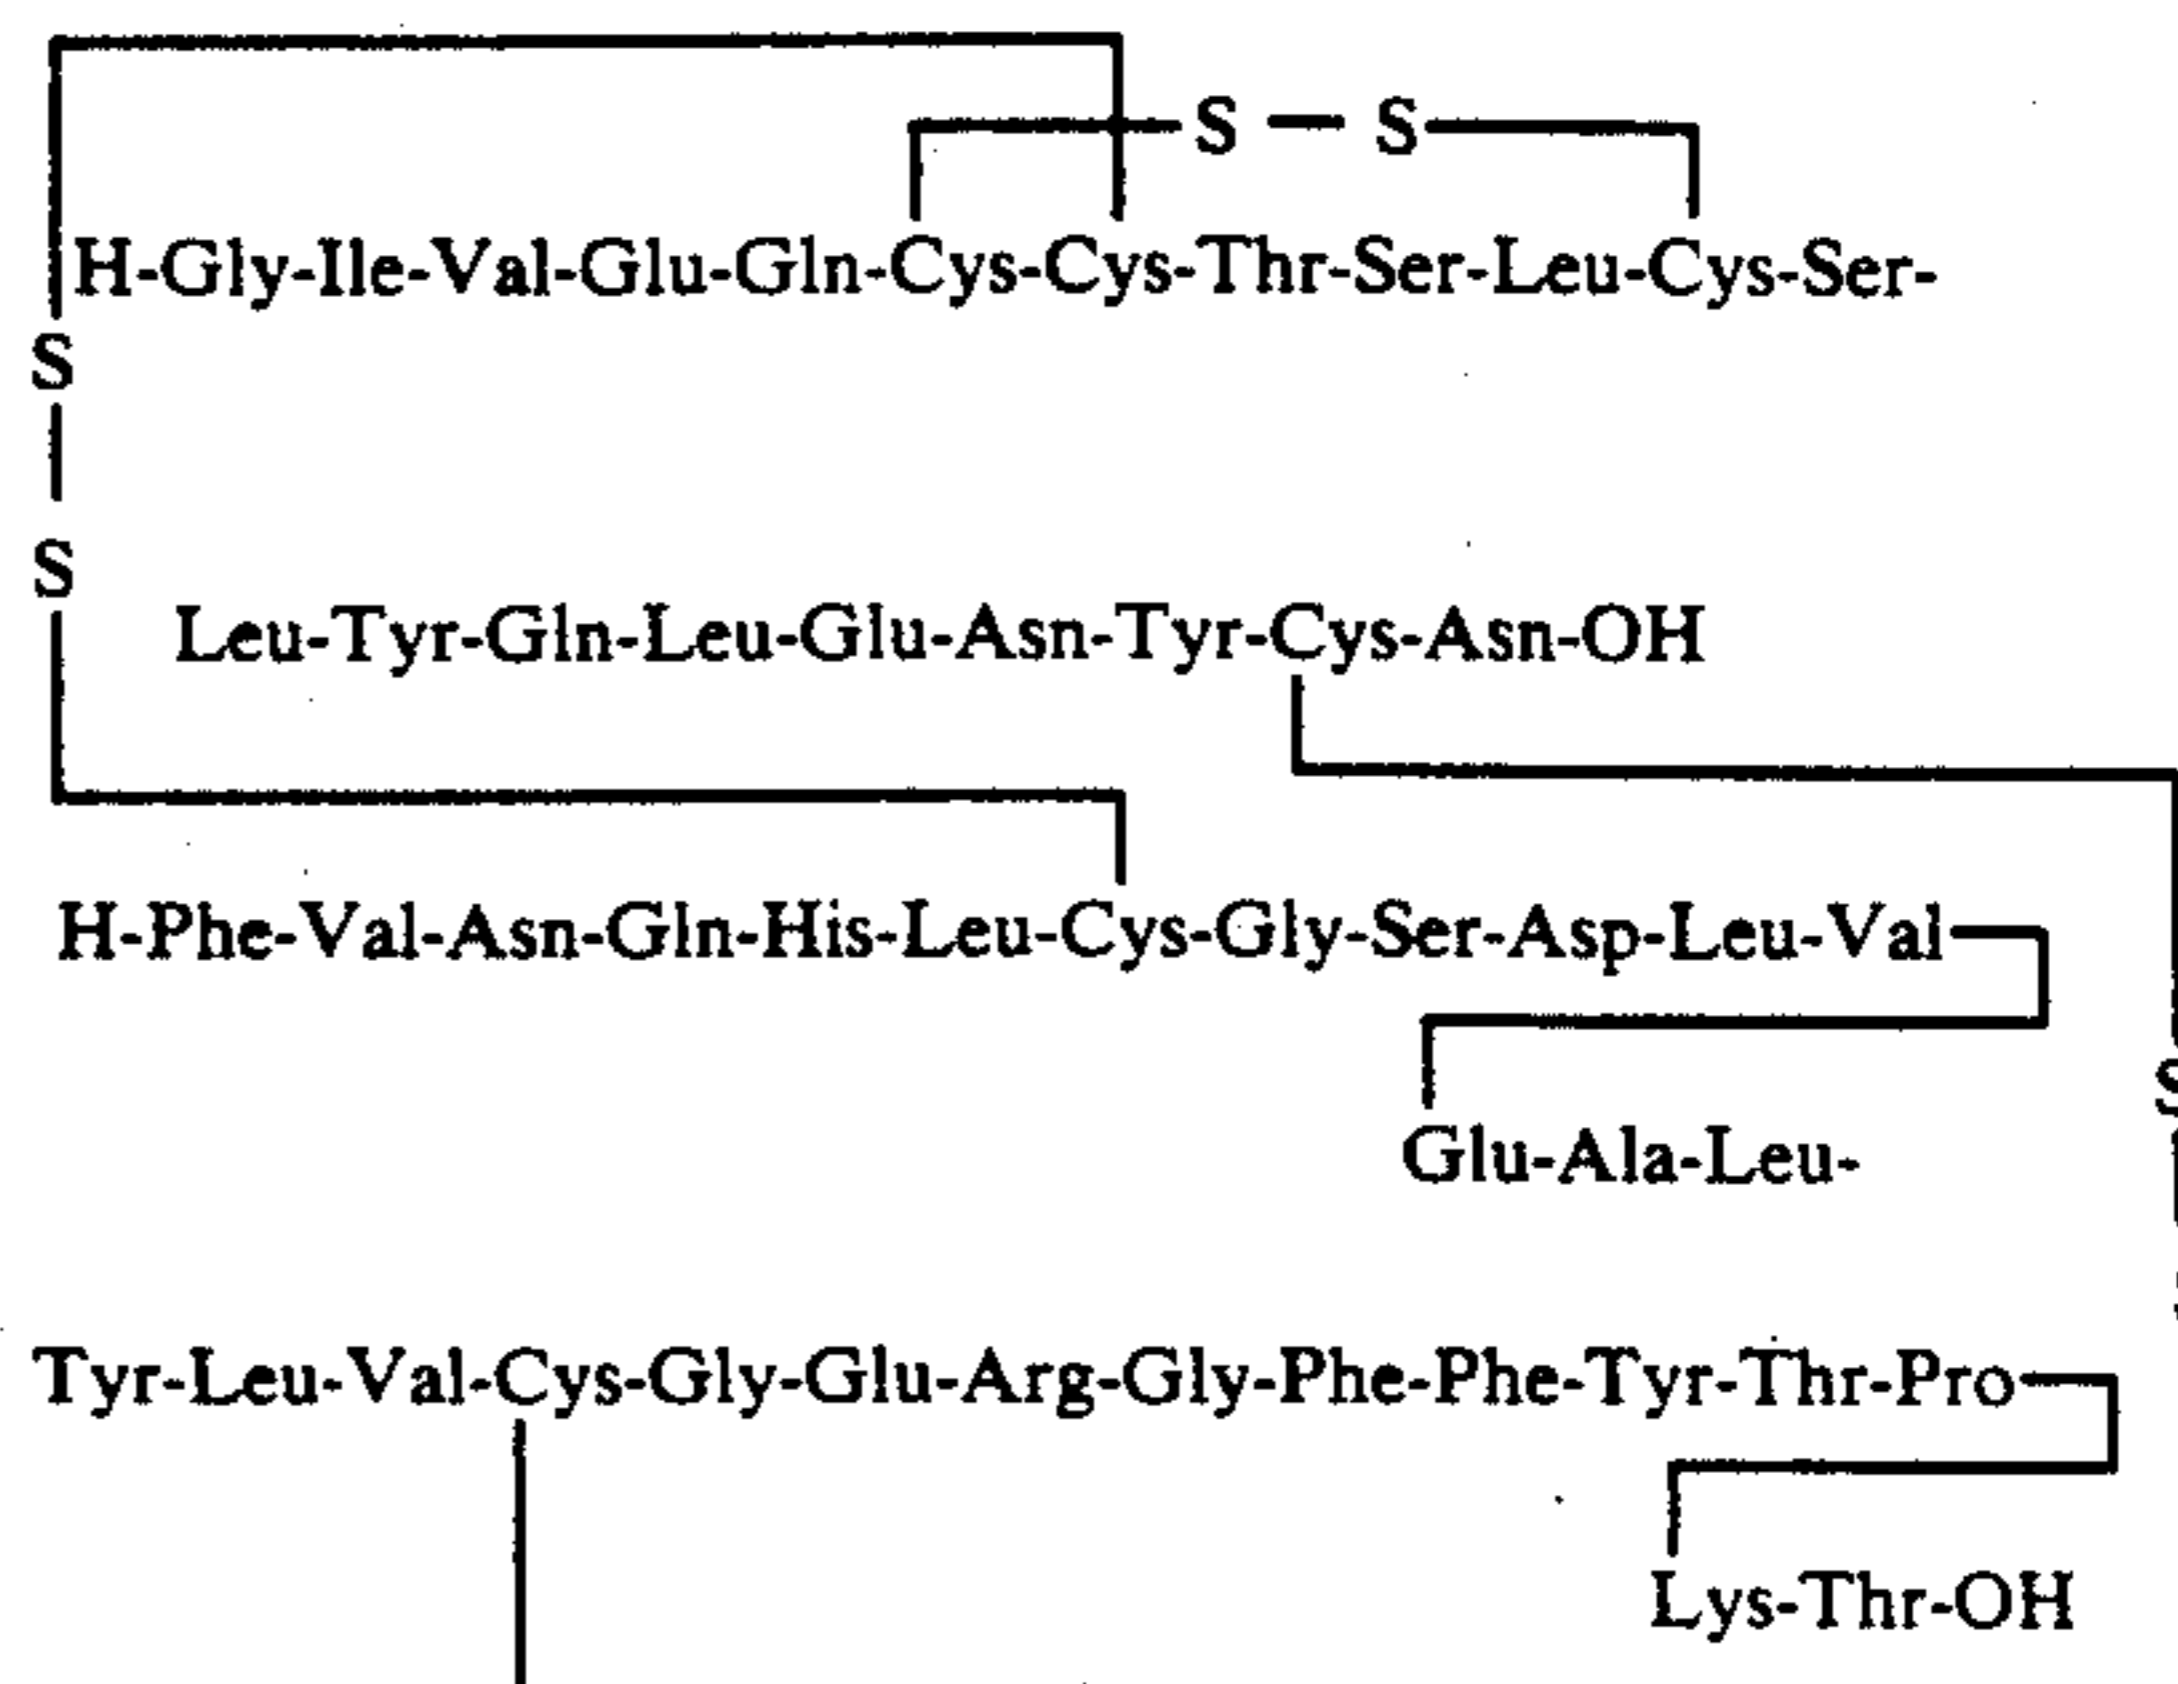 S — S
H-Gly-Ile-Val-Glu-Gln-Cys-Cys-Thr-Ser-Leu-Cys-Ser-
S
S
Leu-Tyr-Gln-Leu-Glu-Asn-Tyr-Cys-Asn-OH
H-Phe-Val-Asn-Gln-His-Leu-Cys-Gly-Ser-Asp-Leu-Val
S
Glu-Ala-Leu-
Tyr-Leu-Val-Cys-Gly-Glu-Arg-Gly-Phe-Phe-Tyr-Thr-Pro
Lys-Thr-OH